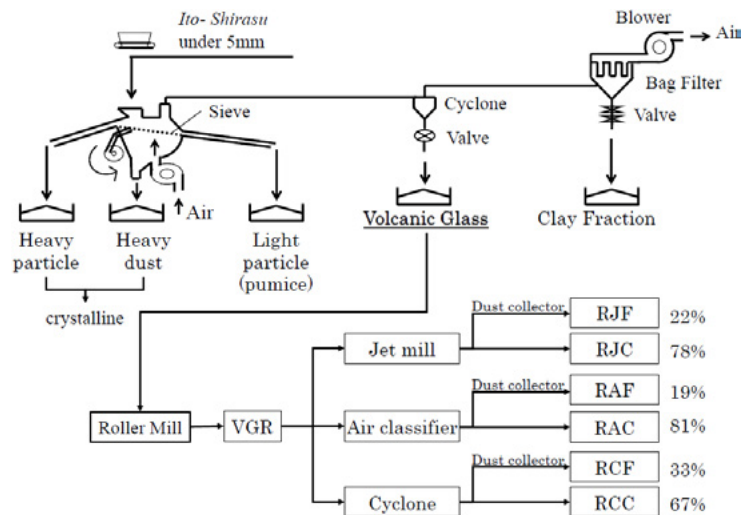 Ito- Shirasu
under 5mm
Blower
Air
Bag Filter
Sieve
Cyclone
Valve
Valve
Air
Heavy
particle
Heavy
dust
Light
particle
(pumice)
Volcanic Glass
Clay Fraction
crystalline
Dust collector
RJF
22%
Jet mill
RJC
78%
Dust collector
RAF
19%
Roller Mill
VGR
Air classifier
RAC
81%
Dust collector
RCF
33%
Cyclone
RCC
67%